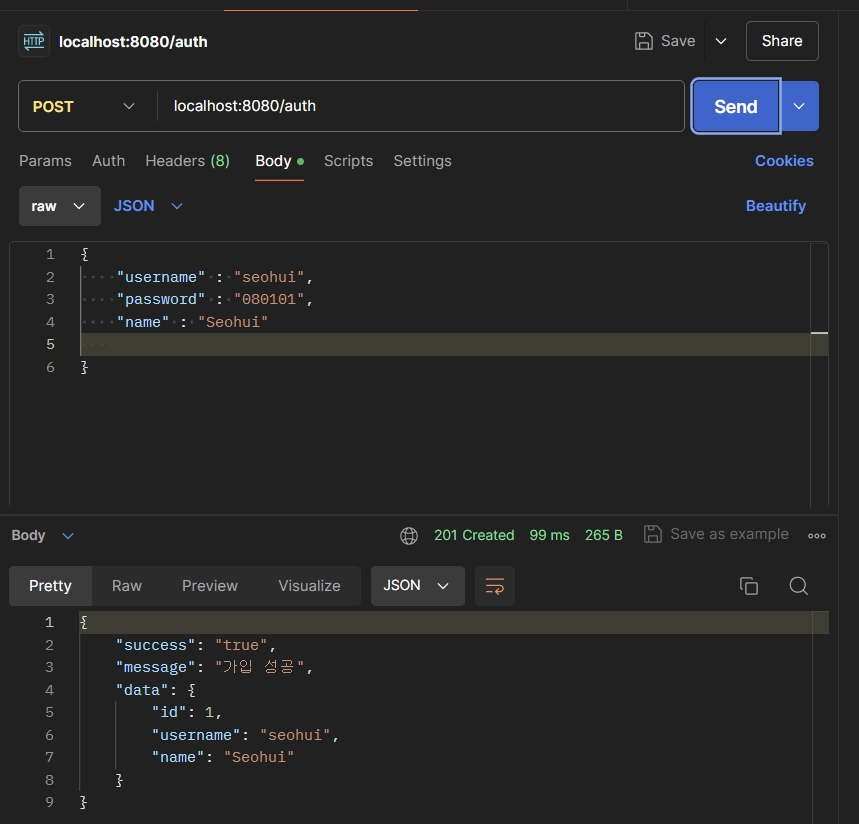 HTTP localhost:8080/auth Save Share
POST localhost:8080/auth Send
Params Auth Headers (8) Body Scripts Settings Cookies
raw JSON Beautify
1 {
2 "username" : "seohui",
3 "password" : "080101",
4 "name" : "Seohui"
5
6 }
Body 201 Created 99 ms 265 B Save as example
Pretty Raw Preview Visualize JSON
1 {
2 "success": "true",
3 "message": "가입 성공",
4 "data": {
5 "id": 1,
6 "username": "seohui",
7 "name": "Seohui"
8 }
9 }